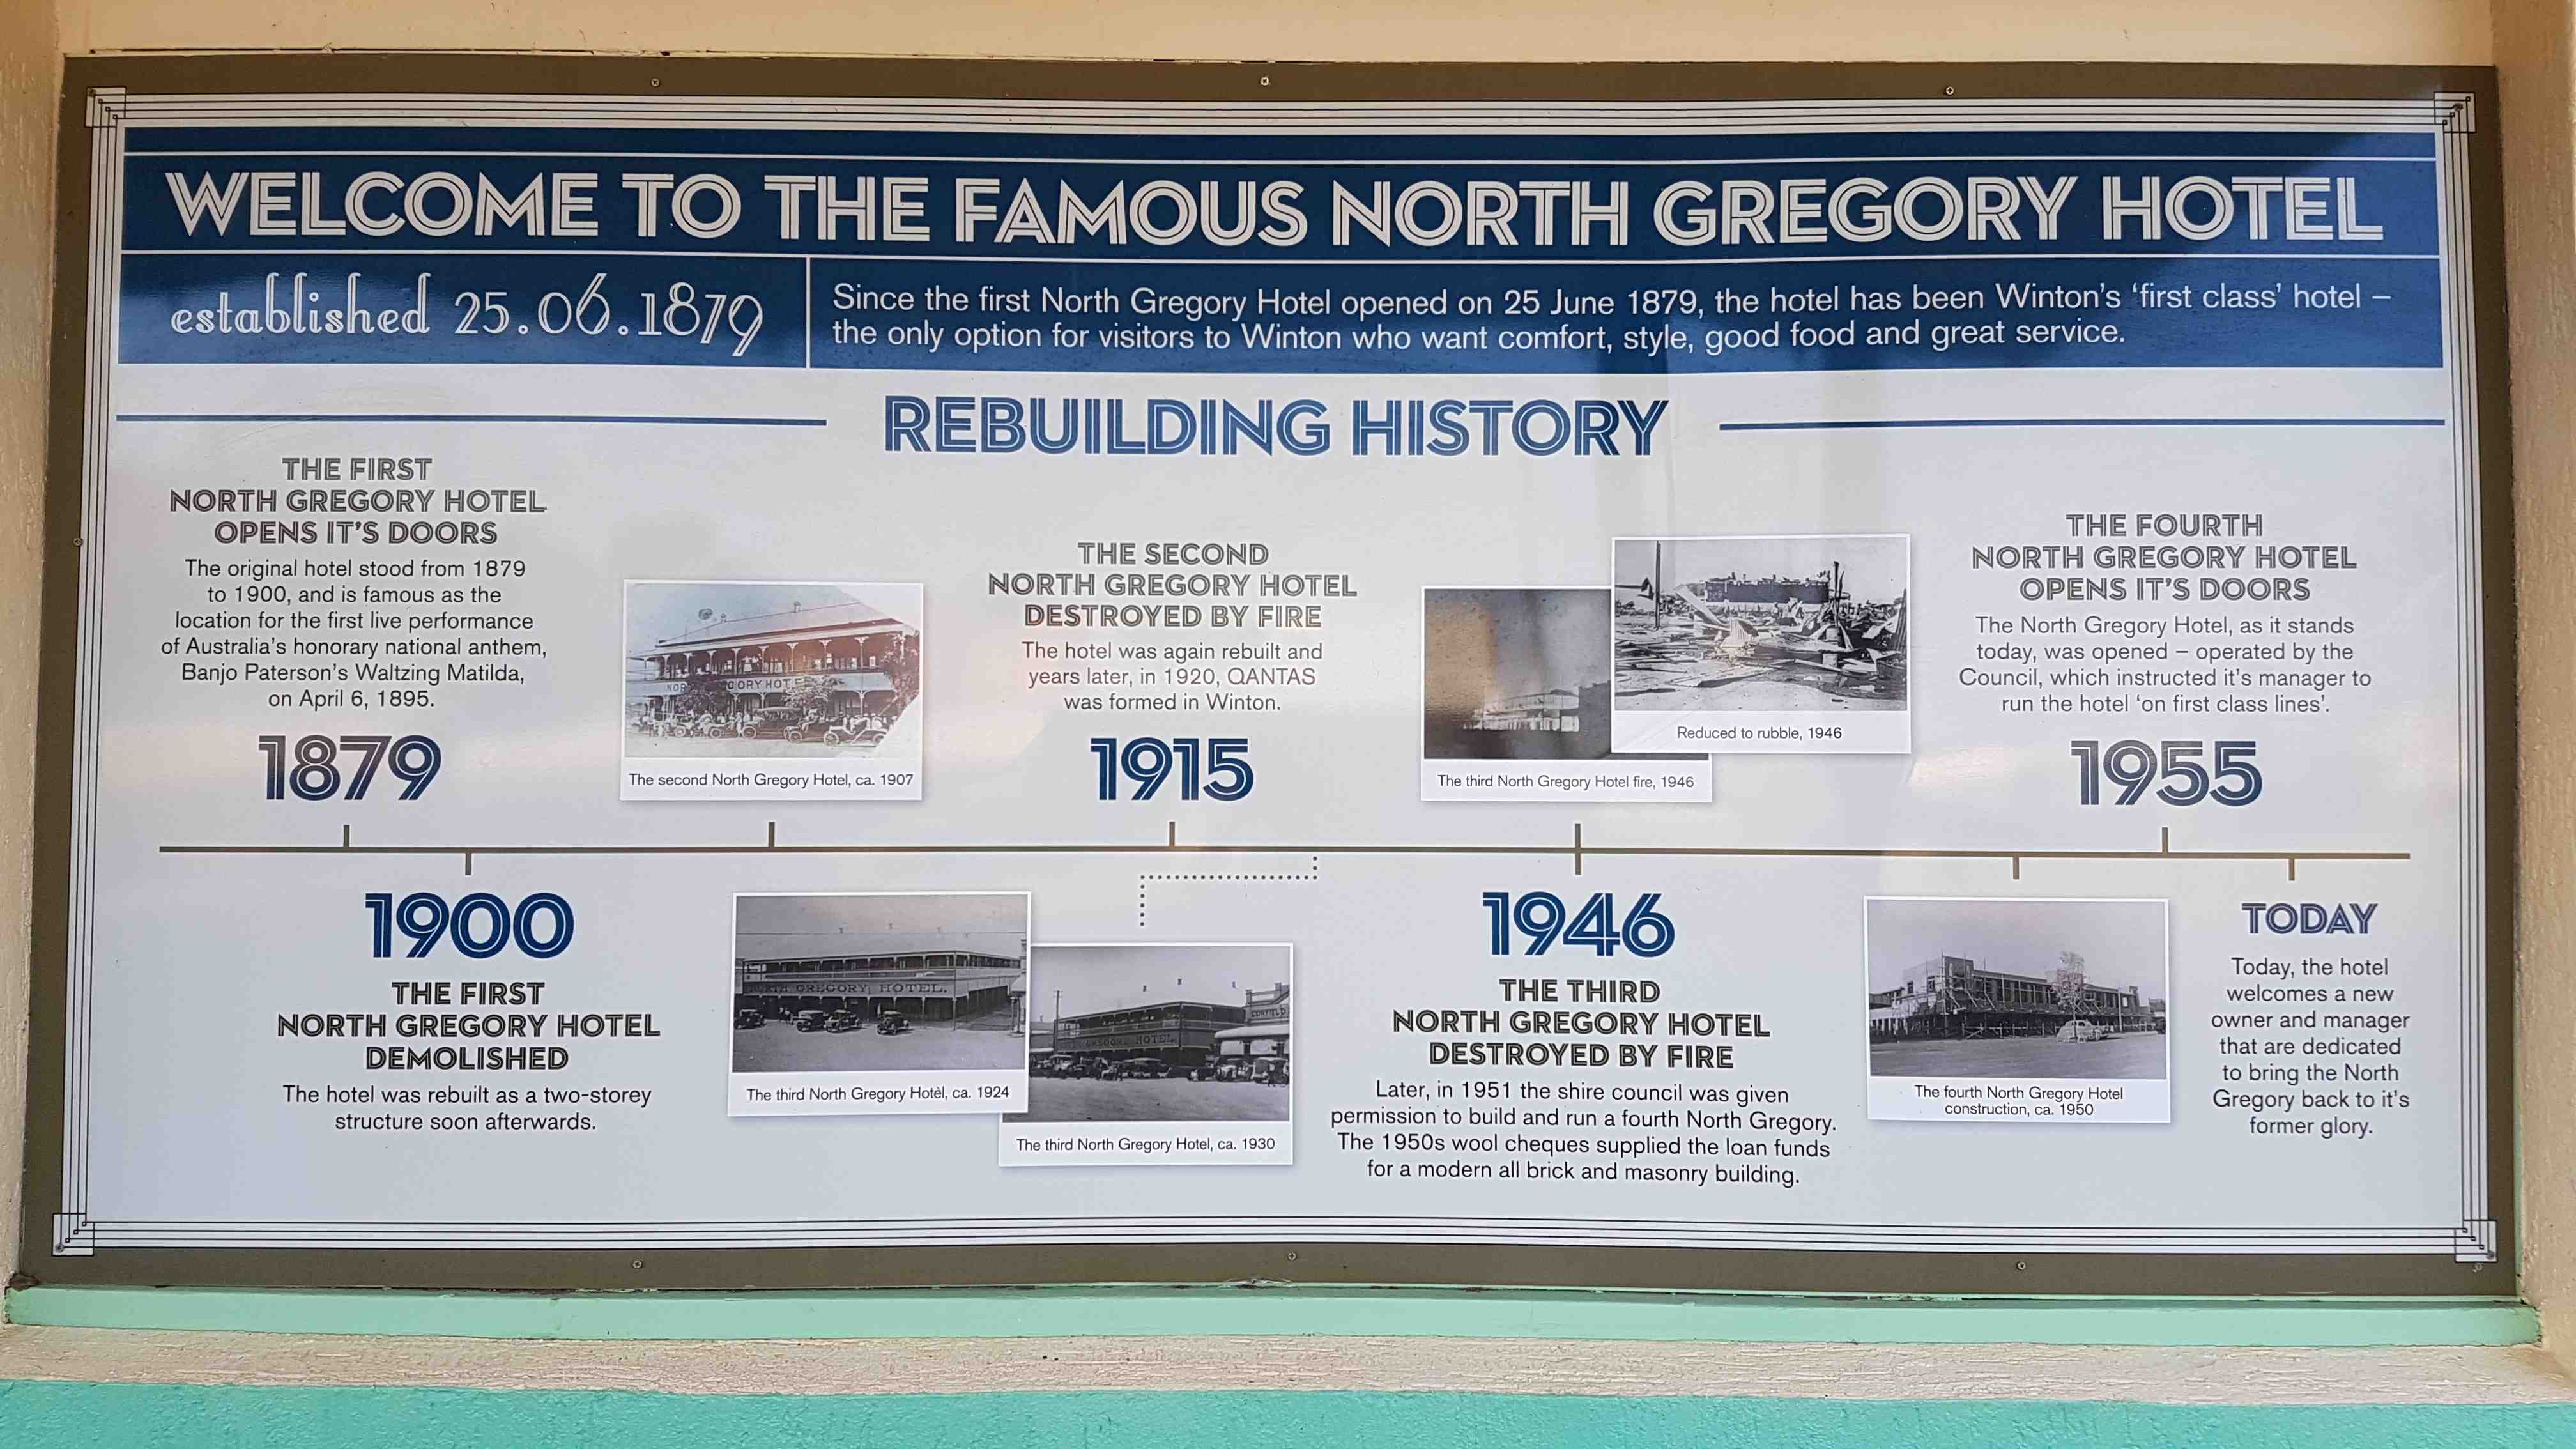 WELCOME TO THE FAMOUS NORTH GREGORY HOTEL
established 25.06.1879
Since the first North Gregory Hotel opened on 25 June 1879, the hotel has been Winton's 'first class' hotel –
the only option for visitors to Winton who want comfort, style, good food and great service.
REBUILDING HISTORY
THE FIRST
NORTH GREGORY HOTEL
OPENS IT'S DOORS
The original hotel stood from 1879
to 1900, and is famous as the
location for the first live performance
of Australia's honorary national anthem,
Banjo Paterson's Waltzing Matilda,
on April 6, 1895.
1879
1900
THE FIRST
NORTH GREGORY HOTEL
DEMOLISHED
The hotel was rebuilt as a two-storey
structure soon afterwards.
The second North Gregory Hotel, ca. 1907
THE SECOND
NORTH GREGORY HOTEL
DESTROYED BY FIRE
The hotel was again rebuilt and
years later, in 1920, QANTAS
was formed in Winton.
1915
GREGORY HOTEL.
The third North Gregory Hotel, ca. 1924
The third North Gregory Hotel, ca. 1930
The third North Gregory Hotel fire, 1946
Reduced to rubble, 1946
1946
THE THIRD
NORTH GREGORY HOTEL
DESTROYED BY FIRE
Later, in 1951 the shire council was given
permission to build and run a fourth North Gregory.
The 1950s wool cheques supplied the loan funds
for a modern all brick and masonry building.
THE FOURTH
NORTH GREGORY HOTEL
OPENS IT'S DOORS
The North Gregory Hotel, as it stands
today, was opened – operated by the
Council, which instructed it's manager to
run the hotel 'on first class lines'.
1955
The fourth North Gregory Hotel
construction, ca. 1950
TODAY
Today, the hotel
welcomes a new
owner and manager
that are dedicated
to bring the North
Gregory back to it's
former glory.